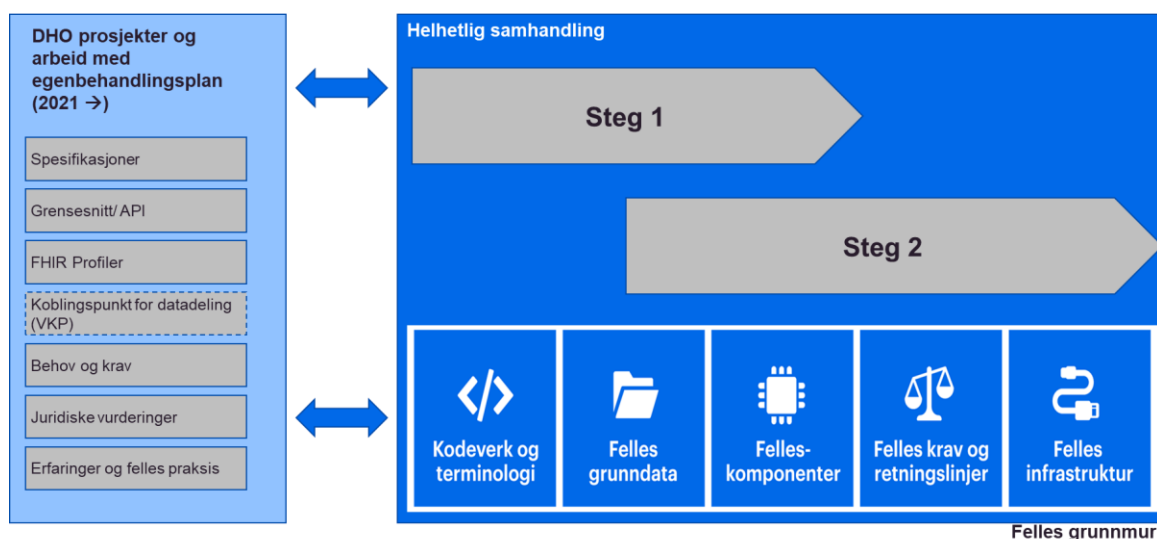 DHO prosjekter og
arbeid med
egenbehandlingsplan
(2021 →)
Spesifikasjoner
Grensesnitt/ API
FHIR Profiler
Koblingspunkt for datadeling
(VKP)
Behov og krav
Juridiske vurderinger
Erfaringer og felles praksis
Helhetlig samhandling
Steg 1
Steg 2
Kodeverk og
terminologi
Felles
grunndata
Felles-
komponenter
Felles krav og
retningslinjer
Felles
infrastruktur
Felles grunnmur